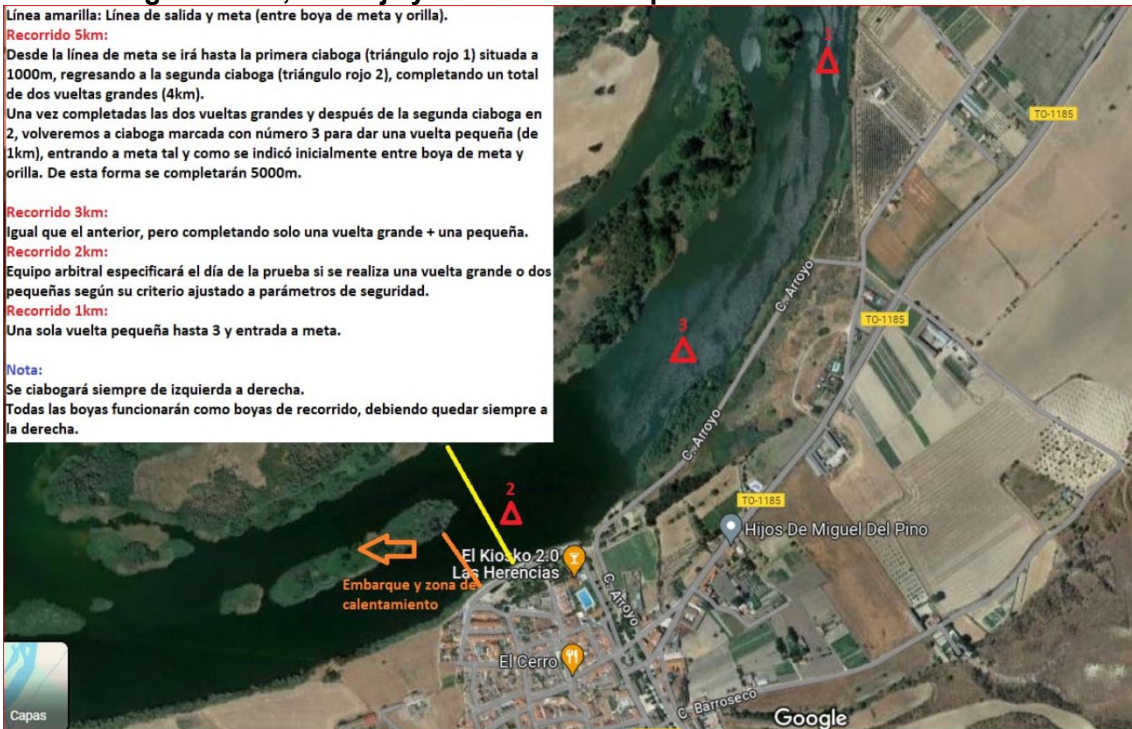 Línea amarilla: Línea de salida y meta (entre boya de meta y orilla).
Recorrido 5km:
Desde la línea de meta se irá hasta la primera ciaboga (triángulo rojo 1) situada a
1000m, regresando a la segunda ciaboga (triángulo rojo 2), completando un total
de dos vueltas grandes (4km).
Una vez completadas las dos vueltas grandes y después de la segunda ciaboga en
2, volveremos a ciaboga marcada con número 3 para dar una vuelta pequeña (de
1km), entrando a meta tal y como se indicó inicialmente entre boya de meta y
orilla. De esta forma se completarán 5000m.
Recorrido 3km:
Igual que el anterior, pero completando solo una vuelta grande + una pequeña.
Recorrido 2km:
Equipo arbitral especificará el día de la prueba si se realiza una vuelta grande o dos
pequeñas según su criterio ajustado a parámetros de seguridad.
Recorrido 1km:
Una sola vuelta pequeña hasta 3 y entrada a meta.
Nota:
Se ciabogará siempre de izquierda a derecha.
Todas las boyas funcionarán como boyas de recorrido, debiendo quedar siempre a
la derecha.
TO-1185
C. Arroyo
TO-1185
3
C. Arroyo
2
TO-1185
Hijos De Miguel Del Pino
El Kiosko 2.0
Las Herencias
Embarque y zona de
calentamiento
C. Arroyo
El Cerro
C. Barroseco
Capas
Google